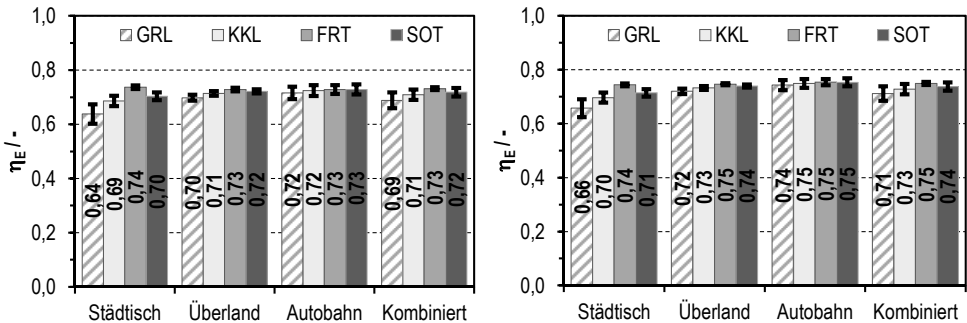 1,0
GRL KKL FRT SOT
0,8
0,6
ηE / -
0,4
0,64 0,69 0,74 0,70 0,70 0,71 0,73 0,72 0,72 0,72 0,73 0,73 0,69 0,71 0,73 0,72
0,2
0,0
Städtisch Überland Autobahn Kombiniert
1,0
GRL KKL FRT SOT
0,8
0,6
ηE / -
0,4
0,66 0,70 0,74 0,71 0,72 0,73 0,75 0,74 0,74 0,75 0,75 0,75 0,71 0,73 0,75 0,74
0,2
0,0
Städtisch Überland Autobahn Kombiniert